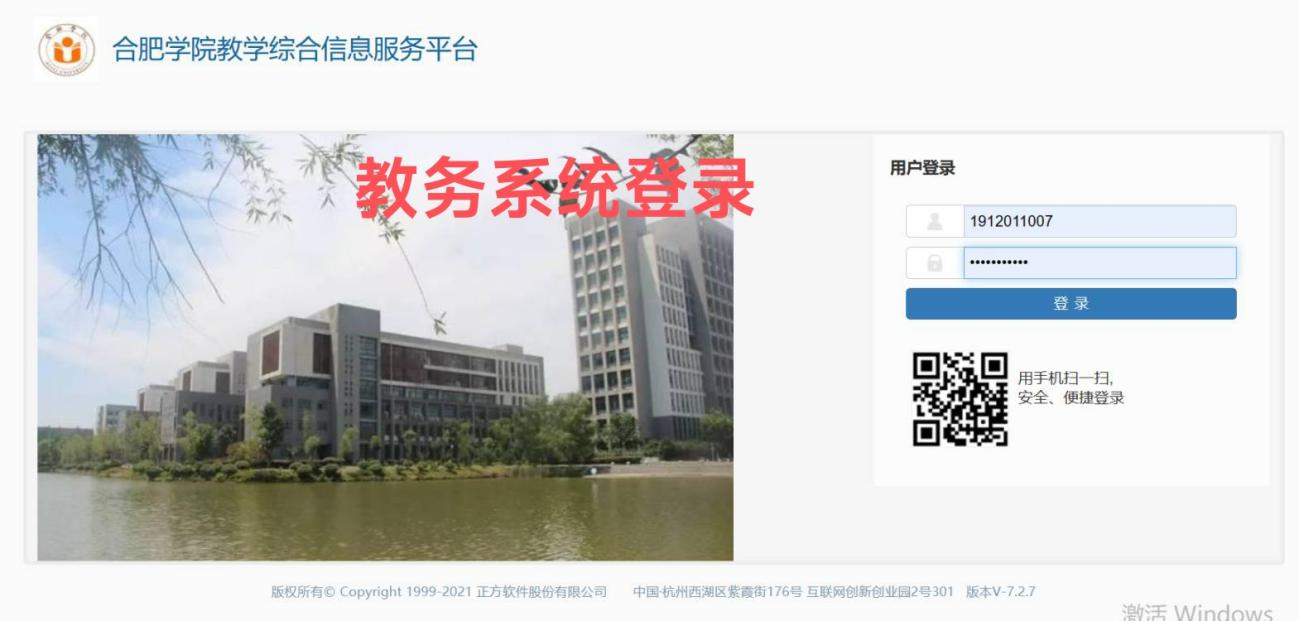 合肥学院教学综合信息服务平台
教务系统登录
用户登录
1912011007
•••••••••••
登 录
用手机扫一扫,
安全、便捷登录
版权所有© Copyright 1999-2021 正方软件股份有限公司 中国·杭州西湖区紫霞街176号 互联网创新创业园2号301 版本V-7.2.7
激活 Windows